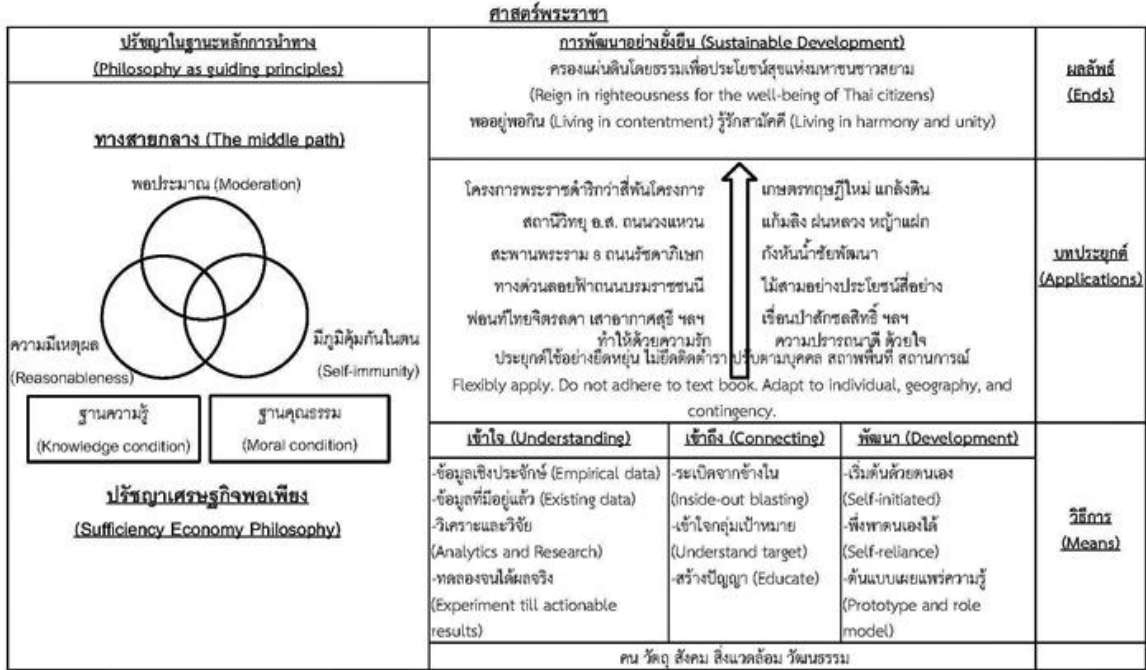 ศาสตร์พระราชา
ปรัชญาในฐานะหลักการนำทาง
(Philosophy as guiding principles)
ทางสายกลาง (The middle path)
พอประมาณ (Moderation)
ความมีเหตุผล
(Reasonableness)
มีภูมิคุ้มกันในตน
(Self-immunity)
ฐานความรู้
(Knowledge condition)
ฐานคุณธรรม
(Moral condition)
ปรัชญาเศรษฐกิจพอเพียง
(Sufficiency Economy Philosophy)
การพัฒนาอย่างยั่งยืน (Sustainable Development)
ครองแผ่นดินโดยธรรมเพื่อประโยชน์สุขแห่งมหาชนชาวสยาม
(Reign in righteousness for the well-being of Thai citizens)
พออยู่พอกิน (Living in contentment) รู้รักสามัคคี (Living in harmony and unity)
ผลลัพธ์
(Ends)
โครงการพระราชดำริกว่าสี่พันโครงการ
สถานีวิทยุ อ.ส. ถนนวงแหวน
สะพานพระราม 8 ถนนรัชดาภิเษก
ทางด่วนลอยฟ้าถนนบรมราชชนนี
ฟอนท์ไทยจิตรลดา เสาอากาศสุธี ฯลฯ
ทำให้ด้วยความรัก
เกษตรทฤษฎีใหม่ แกล้งดิน
แก้มลิง ฝนหลวง หญ้าแฝก
กังหันน้ำชัยพัฒนา
ไม้สามอย่างประโยชน์สี่อย่าง
เขื่อนป่าสักชลสิทธิ์ ฯลฯ
ความปรารถนาดี ด้วยใจ
ประยุกต์ใช้อย่างยืดหยุ่น ไม่ยึดติดตำรา ปรับตามบุคคล สภาพพื้นที่ สถานการณ์
Flexibly apply. Do not adhere to text book. Adapt to individual, geography, and
contingency.
บทประยุกต์
(Applications)
เข้าใจ (Understanding)
-ข้อมูลเชิงประจักษ์ (Empirical data)
-ข้อมูลที่มีอยู่แล้ว (Existing data)
-วิเคราะและวิจัย
(Analytics and Research)
-ทดลองจนได้ผลจริง
(Experiment till actionable
results)
เข้าถึง (Connecting)
-ระเบิดจากข้างใน
(Inside-out blasting)
-เข้าใจกลุ่มเป้าหมาย
(Understand target)
-สร้างปัญญา (Educate)
พัฒนา (Development)
-เริ่มต้นด้วยตนเอง
(Self-initiated)
-พึ่งพาตนเองได้
(Self-reliance)
-ต้นแบบเผยแพร่ความรู้
(Prototype and role
model)
วิธีการ
(Means)
คน วัตถุ สังคม สิ่งแวดล้อม วัฒนธรรม